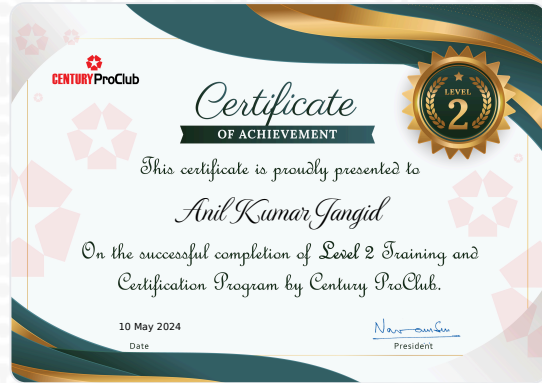 CENTURY ProClub
Certificate
OF ACHIEVEMENT
LEVEL
2
This certificate is proudly presented to
Anil Kumar Jangid
On the successful completion of Level 2 Training and
Certification Program by Century ProClub.
10 May 2024
Date
President